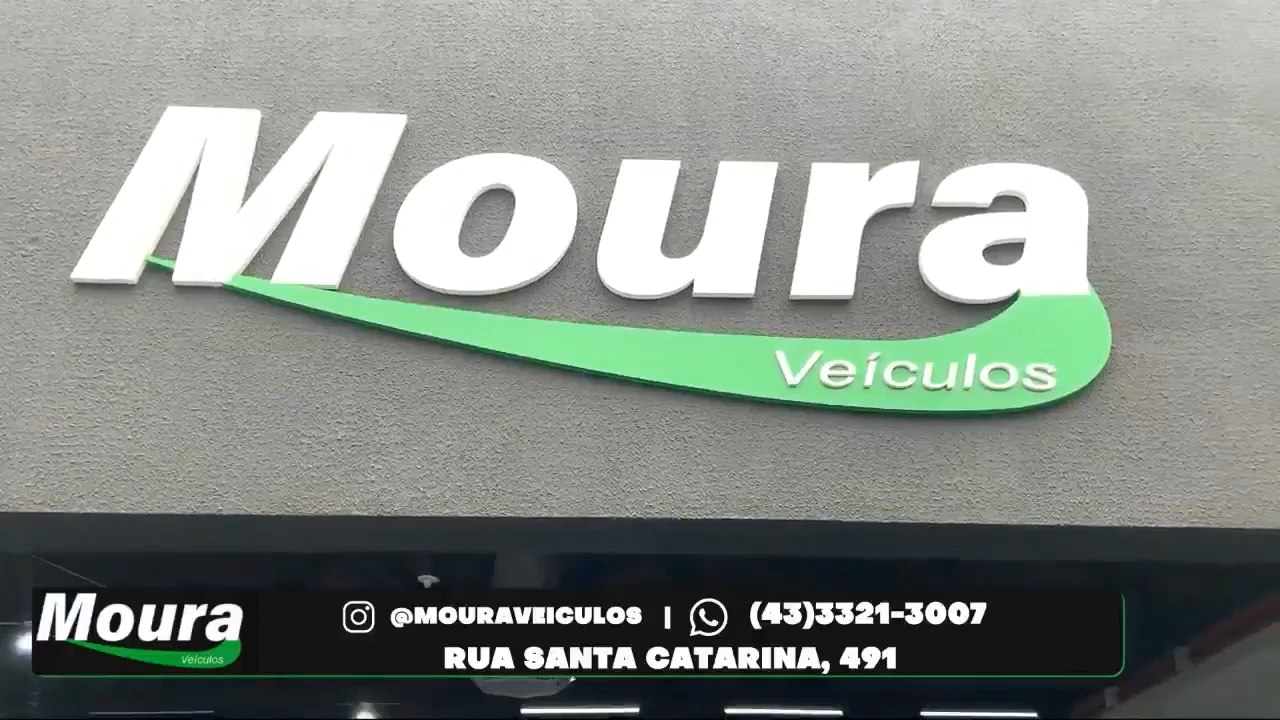 Moura
Veículos
Moura
Veículos
@MOURAVEICULOS | (43)3321-3007
RUA SANTA CATARINA, 491